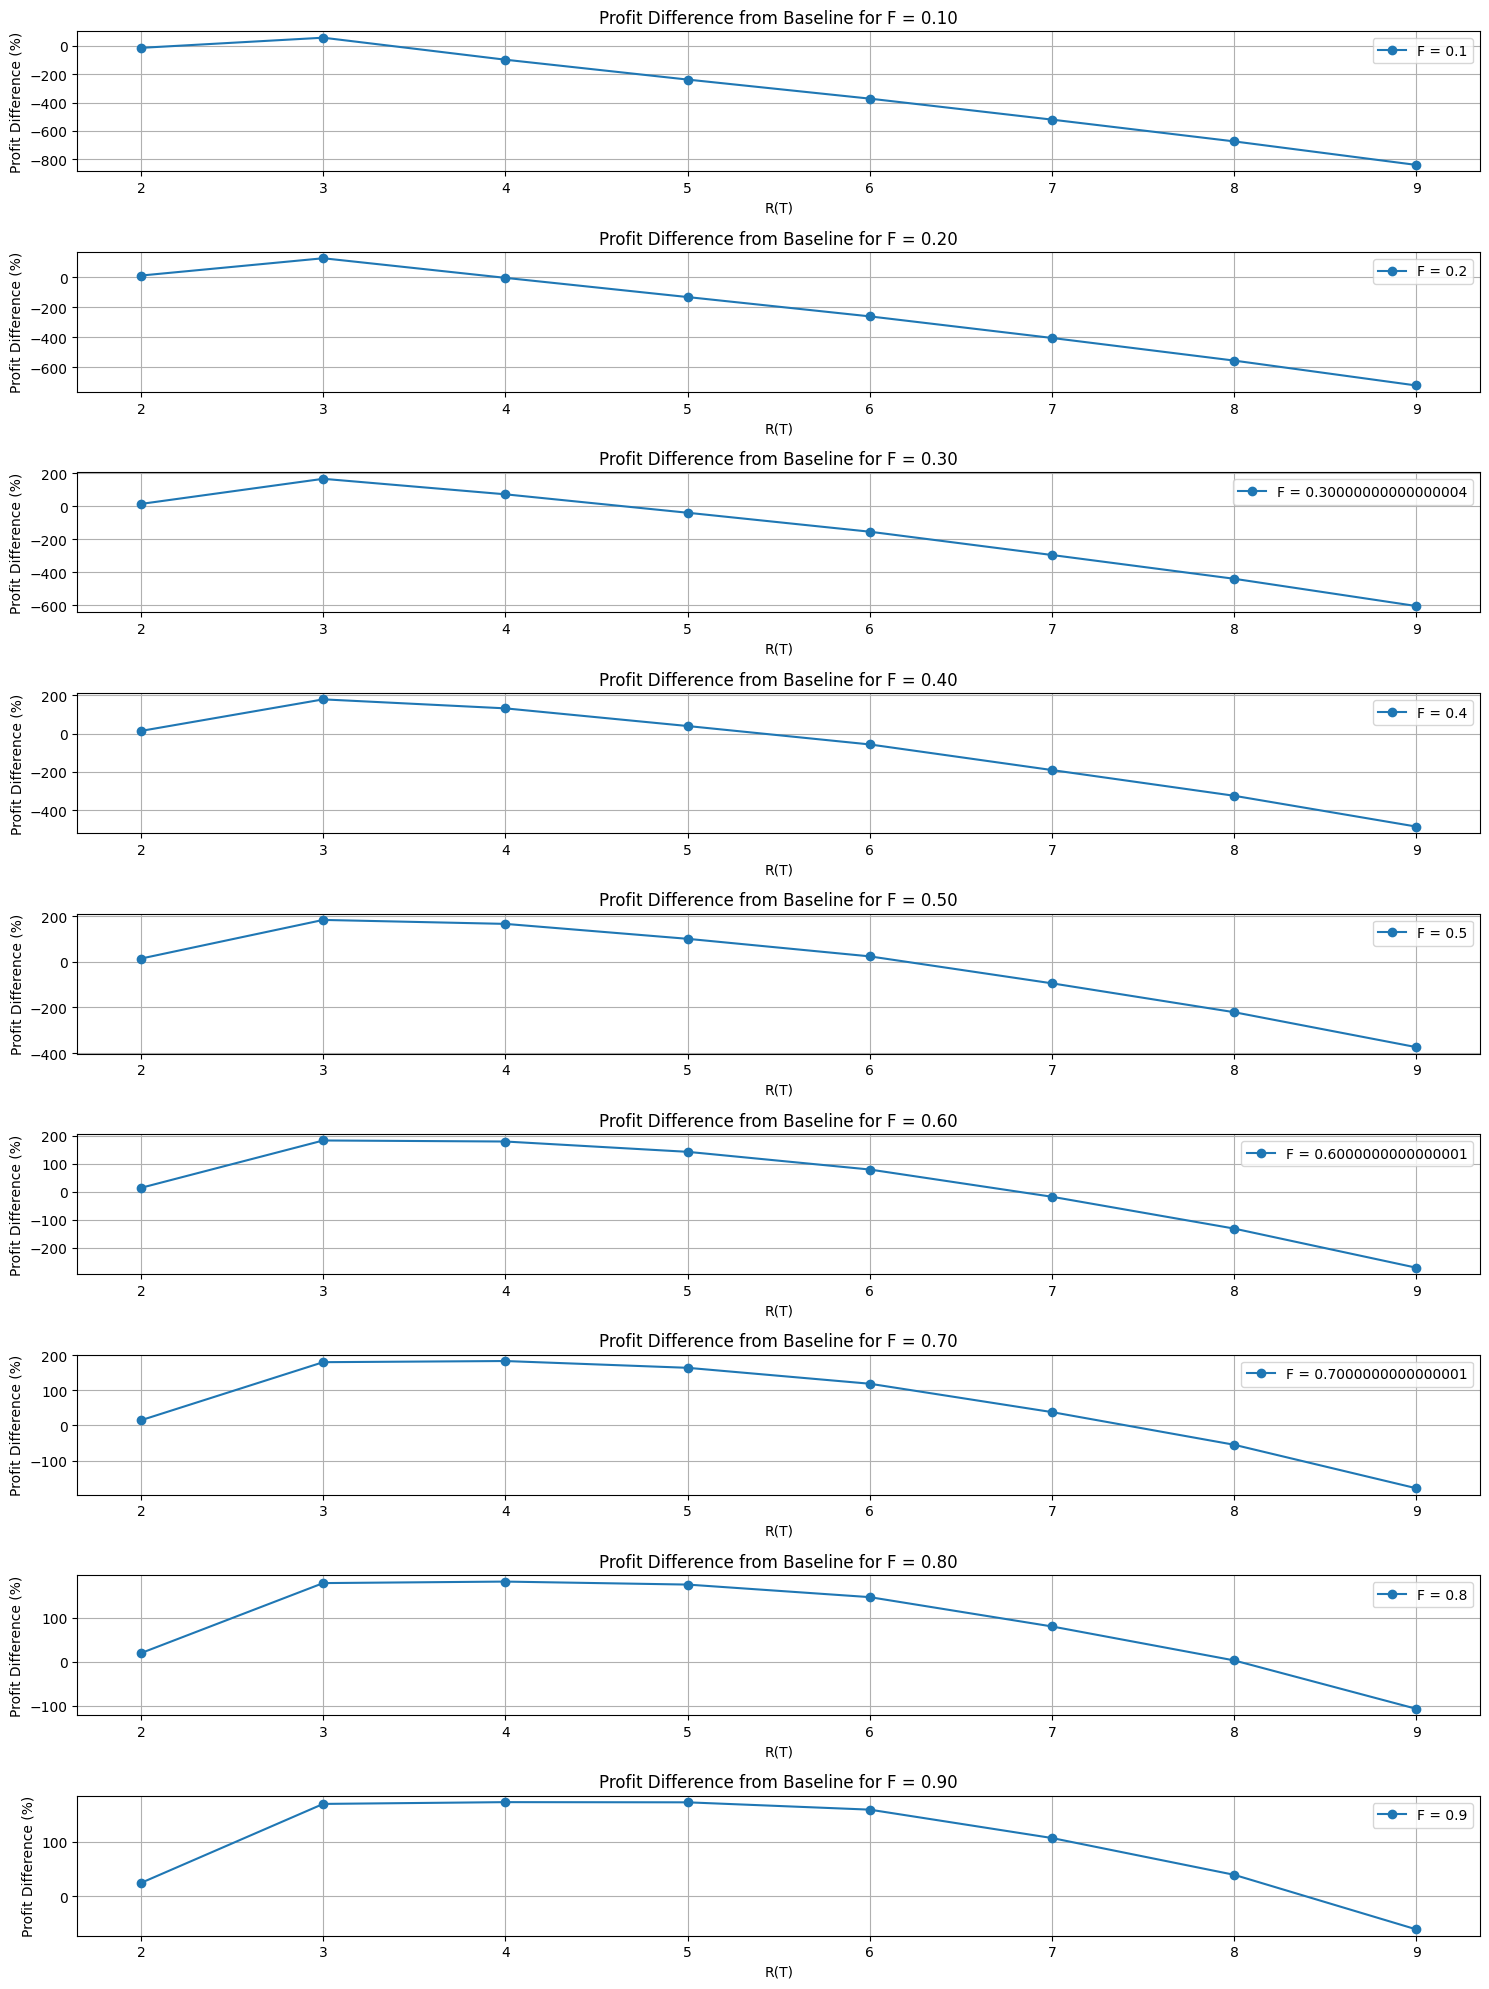 Profit Difference from Baseline for F = 0.10
Profit Difference (%)
0
−200
−400
−600
−800
F = 0.1
2 3 4 5 6 7 8 9
R(T)
Profit Difference from Baseline for F = 0.20
Profit Difference (%)
0
−200
−400
−600
F = 0.2
2 3 4 5 6 7 8 9
R(T)
Profit Difference from Baseline for F = 0.30
Profit Difference (%)
200
0
−200
−400
−600
F = 0.30000000000000004
2 3 4 5 6 7 8 9
R(T)
Profit Difference from Baseline for F = 0.40
Profit Difference (%)
200
0
−200
−400
F = 0.4
2 3 4 5 6 7 8 9
R(T)
Profit Difference from Baseline for F = 0.50
Profit Difference (%)
200
0
−200
−400
F = 0.5
2 3 4 5 6 7 8 9
R(T)
Profit Difference from Baseline for F = 0.60
Profit Difference (%)
200
100
0
−100
−200
F = 0.6000000000000001
2 3 4 5 6 7 8 9
R(T)
Profit Difference from Baseline for F = 0.70
Profit Difference (%)
200
100
0
−100
F = 0.7000000000000001
2 3 4 5 6 7 8 9
R(T)
Profit Difference from Baseline for F = 0.80
Profit Difference (%)
100
0
−100
F = 0.8
2 3 4 5 6 7 8 9
R(T)
Profit Difference from Baseline for F = 0.90
Profit Difference (%)
100
0
F = 0.9
2 3 4 5 6 7 8 9
R(T)